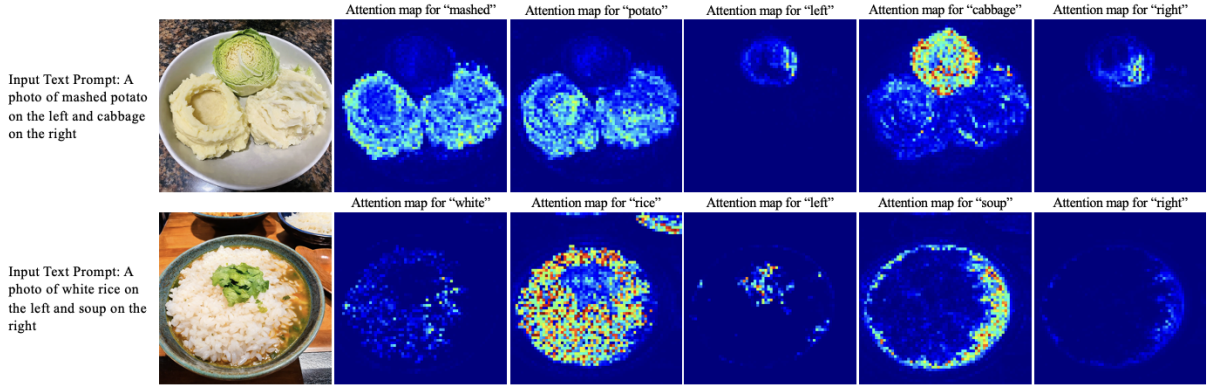 Attention map for “mashed”
Attention map for “potato”
Attention map for “left”
Attention map for “cabbage”
Attention map for “right”
Input Text Prompt: A
photo of mashed potato
on the left and cabbage
on the right
Attention map for “white”
Attention map for “rice”
Attention map for “left”
Attention map for “soup”
Attention map for “right”
Input Text Prompt: A
photo of white rice on
the left and soup on the
right